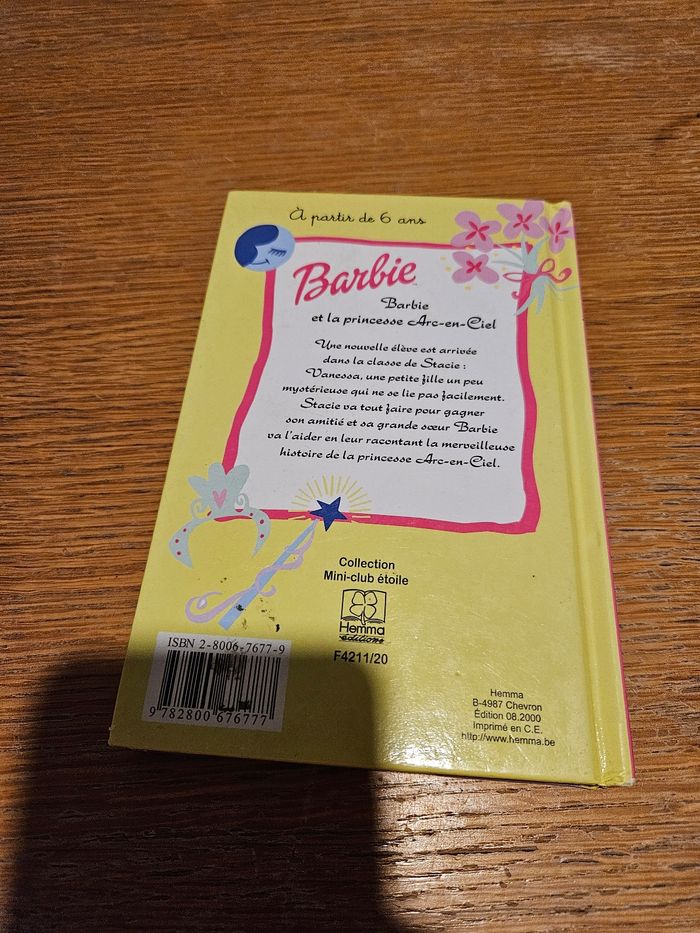 À partir de 6 ans
Barbie
Barbie
et la princesse Arc-en-Ciel
Une nouvelle élève est arrivée
dans la classe de Stacie :
Vanessa, une petite fille un peu
mystérieuse qui ne se lie pas facilement.
Stacie va tout faire pour gagner
son amitié et sa grande sœur Barbie
va l'aider en leur racontant la merveilleuse
histoire de la princesse Arc-en-Ciel.
Collection
Mini-club étoile
Hemma
éditions
F4211/20
ISBN 2-8006-7677-9
9 782800 676777
Hemma
B-4987 Chevron
Édition 08.2000
Imprimé en C.E.
http://www.hemma.be